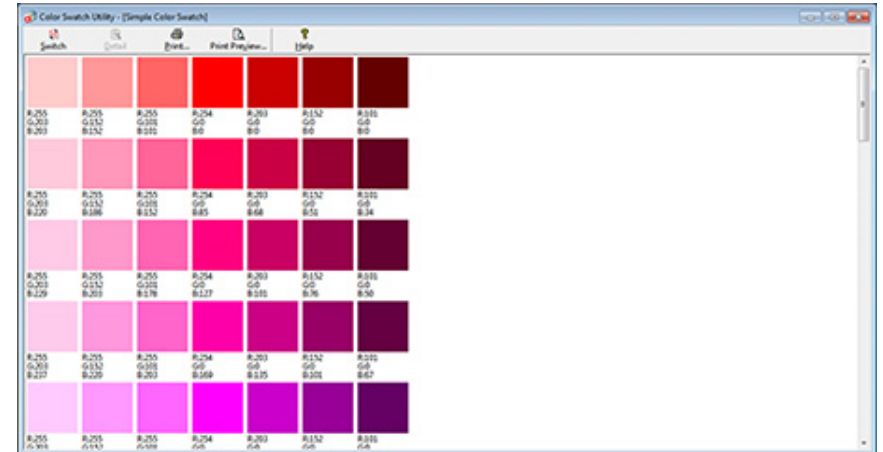 Color Swatch Utility - [Simple Color Swatch]
Switch Detail Print... Print Preview... Help
R:255 R:255 R:255 R:254 R:203 R:152 R:101
G:203 G:152 G:101 G:0 G:0 G:0 G:0
B:203 B:152 B:101 B:0 B:0 B:0 B:0
R:255 R:255 R:255 R:254 R:203 R:152 R:101
G:203 G:152 G:101 G:0 G:0 G:0 G:0
B:220 B:186 B:152 B:85 B:68 B:51 B:34
R:255 R:255 R:255 R:254 R:203 R:152 R:101
G:203 G:152 G:101 G:0 G:0 G:0 G:0
B:229 B:203 B:178 B:127 B:101 B:76 B:50
R:255 R:255 R:255 R:254 R:203 R:152 R:101
G:203 G:152 G:101 G:0 G:0 G:0 G:0
B:237 B:220 B:203 B:169 B:135 B:101 B:67
R:255 R:255 R:255 R:254 R:203 R:152 R:101